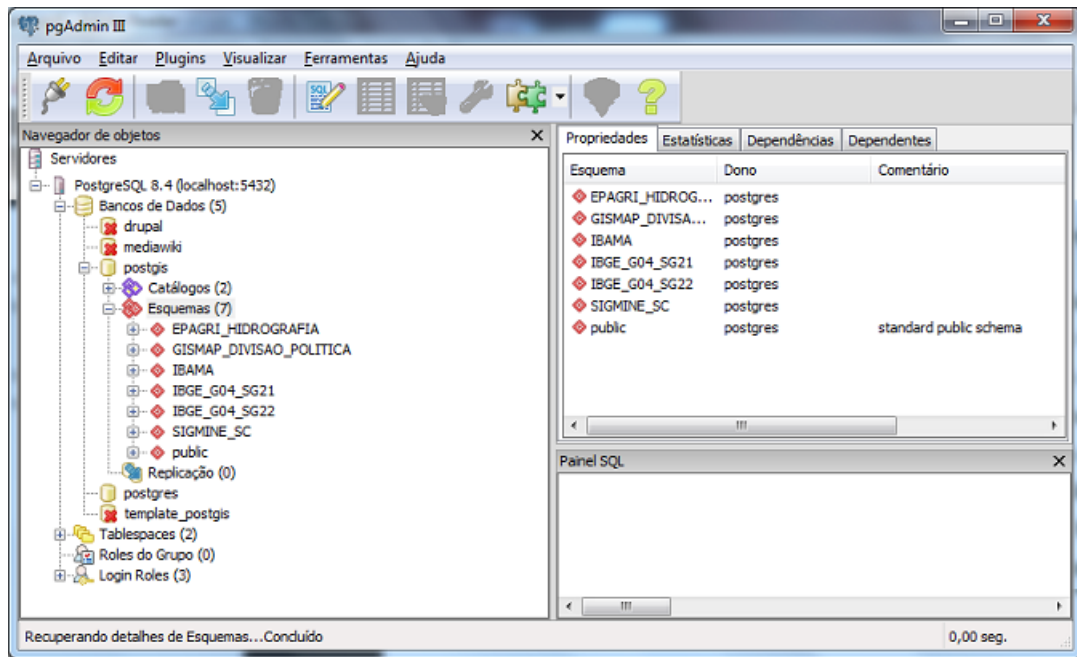 pgAdmin III
Arquivo Editar Plugins Visualizar Ferramentas Ajuda
SQL
Navegador de objetos
Servidores
PostgreSQL 8.4 (localhost:5432)
Bancos de Dados (5)
drupal
mediawiki
postgis
Catálogos (2)
Esquemas (7)
EPAGRI_HIDROGRAFIA
GISMAP_DIVISAO_POLITICA
IBAMA
IBGE_G04_SG21
IBGE_G04_SG22
SIGMINE_SC
public
Replicação (0)
postgres
template_postgis
Tablespaces (2)
Roles do Grupo (0)
Login Roles (3)
Propriedades Estatísticas Dependências Dependentes
Esquema Dono Comentário
EPAGRI_HIDROG... postgres
GISMAP_DIVISA... postgres
IBAMA postgres
IBGE_G04_SG21 postgres
IBGE_G04_SG22 postgres
SIGMINE_SC postgres
public postgres standard public schema
Painel SQL
Recuperando detalhes de Esquemas...Concluído 0,00 seg.